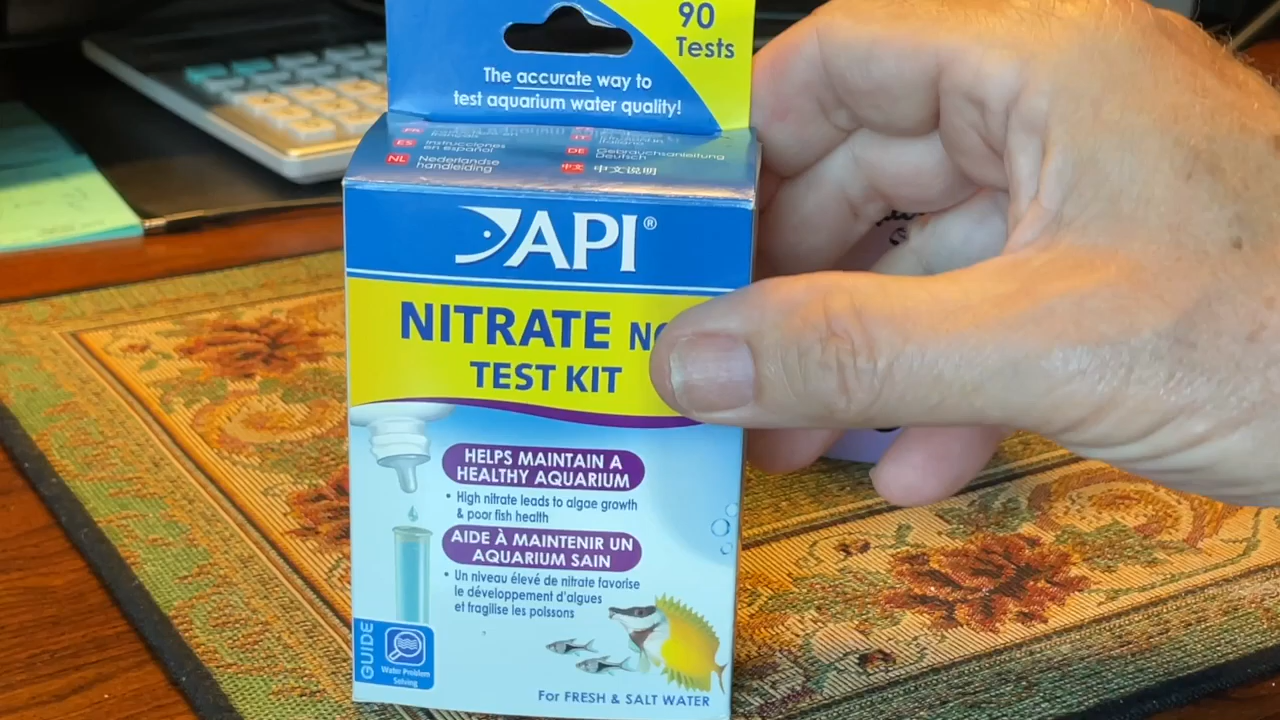 90
Tests
The accurate way to
test aquarium water quality!
ES Instrucciones
en español
NL Nederlandse
handleiding
DE Gebrauchsanleitung
Deutsch
中文 中文说明
API®
NITRATE
TEST KIT
HELPS MAINTAIN A
HEALTHY AQUARIUM
• High nitrate leads to algae growth
& poor fish health
AIDE À MAINTENIR UN
AQUARIUM SAIN
• Un niveau élevé de nitrate favorise
le développement d'algues
et fragilise les poissons
GUIDE
Water Problem
Solving
For FRESH & SALT WATER